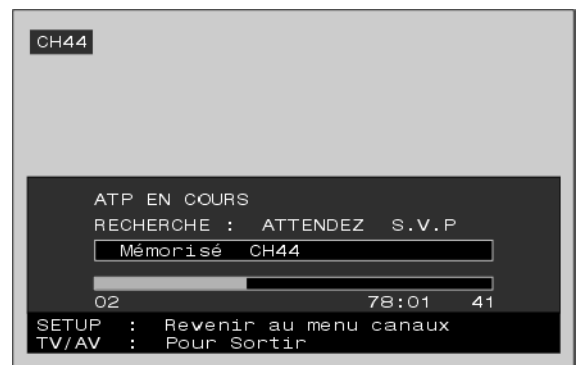 CH44
ATP EN COURS
RECHERCHE : ATTENDEZ S.V.P
Mémorisé CH44
02 78:01 41
SETUP : Revenir au menu canaux
TV/AV : Pour Sortir